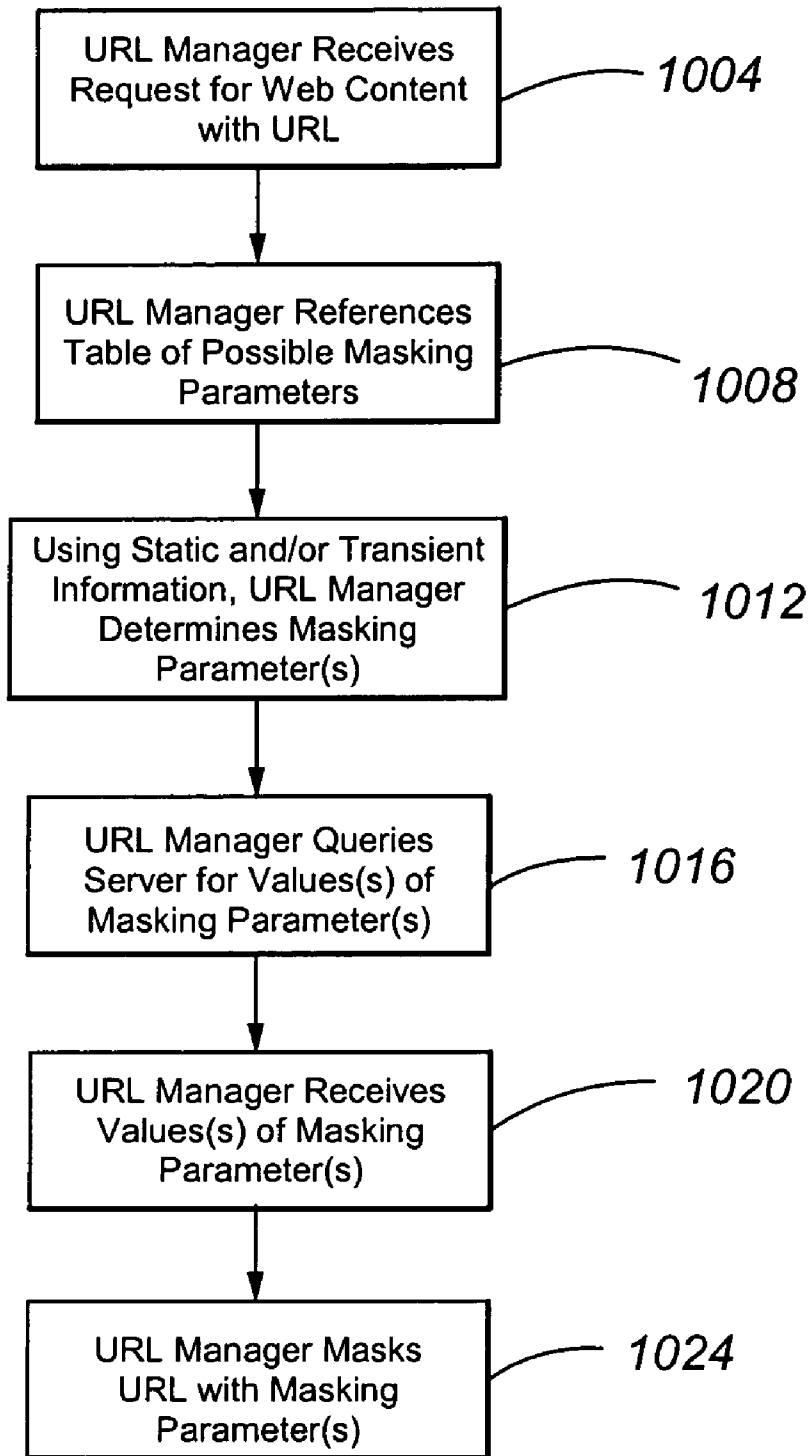 URL Manager Receives
Request for Web Content
with URL
1004
URL Manager References
Table of Possible Masking
Parameters
1008
Using Static and/or Transient
Information, URL Manager
Determines Masking
Parameter(s)
1012
URL Manager Queries
Server for Values(s) of
Masking Parameter(s)
1016
URL Manager Receives
Values(s) of Masking
Parameter(s)
1020
URL Manager Masks
URL with Masking
Parameter(s)
1024